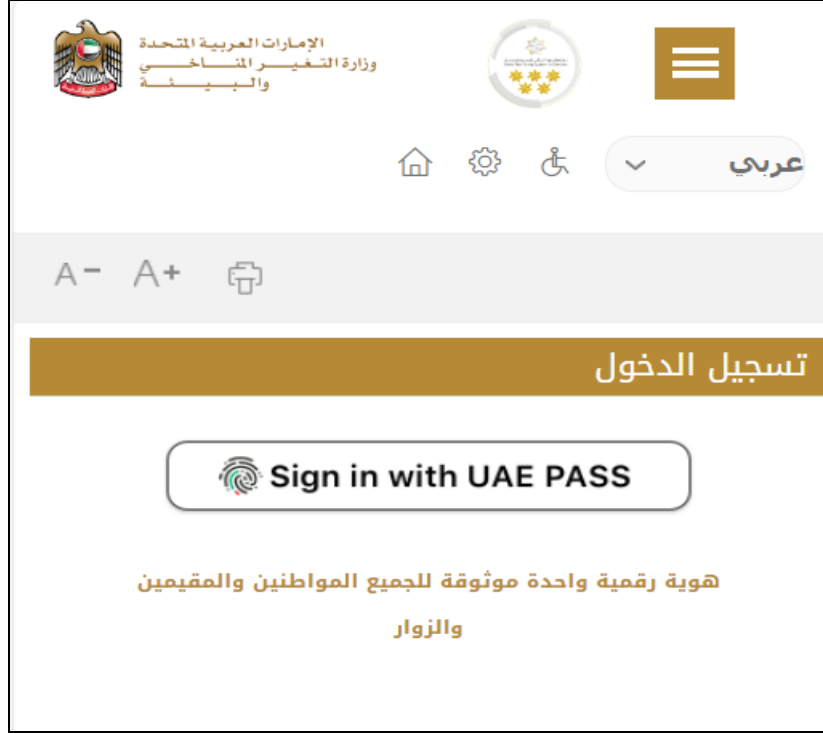 الإمارات العربية المتحدة
وزارة التغير المناخي
والبيئة
عربي
A- A+
تسجيل الدخول
Sign in with UAE PASS
هوية رقمية واحدة موثوقة للجميع المواطنين والمقيمين
والزوار